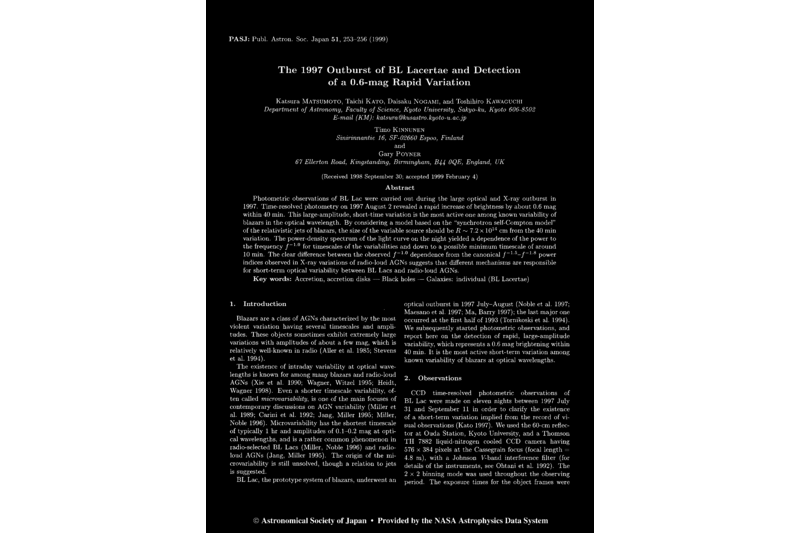 PASJ: Publ. Astron. Soc. Japan 51, 253–256 (1999)
The 1997 Outburst of BL Lacertae and Detection
of a 0.6-mag Rapid Variation
Katsura MATSUMOTO, Taichi KATO, Daisaku NOGAMI, and Toshihiro KAWAGUCHI
Department of Astronomy, Faculty of Science, Kyoto University, Sakyo-ku, Kyoto 606-8502
E-mail (KM): katsura@kusastro.kyoto-u.ac.jp
Timo KINNUNEN
Sinirinnantie 16, SF-02660 Espoo, Finland
and
Gary POYNER
67 Ellerton Road, Kingstanding, Birmingham, B44 0QE, England, UK
(Received 1998 September 30; accepted 1999 February 4)
Abstract
Photometric observations of BL Lac were carried out during the large optical and X-ray outburst in
1997. Time-resolved photometry on 1997 August 2 revealed a rapid increase of brightness by about 0.6 mag
within 40 min. This large-amplitude, short-time variation is the most active one among known variability of
blazars in the optical wavelength. By considering a model based on the “synchrotron self-Compton model”
of the relativistic jets of blazars, the size of the variable source should be R ~ 7.2 × 10¹⁴ cm from the 40 min
variation. The power-density spectrum of the light curve on the night yielded a dependence of the power to
the frequency f⁻¹·⁰ for timescales of the variabilities and down to a possible minimum timescale of around
10 min. The clear difference between the observed dependence from the canonical power
indices observed in X-ray variations of radio-loud AGNs suggests that different mechanisms are responsible
for short-term optical variability between BL Lacs and radio-loud AGNs.
Key words: Accretion, accretion disks — Black holes — Galaxies: individual (BL Lacertae)
1. Introduction
Blazars are a class of AGNs characterized by the most
violent variation having several timescales and ampli-
tudes. These objects sometimes exhibit extremely large
variations with amplitudes of about a few mag, which is
relatively well-known in radio (Aller et al. 1985; Stevens
et al. 1994).
The existence of intraday variability at optical wave-
lengths is known for among many blazars and radio-loud
AGNs (Xie et al. 1990; Wagner, Witzel 1995; Heidt,
Wagner 1998). Even a shorter timescale variability, of-
ten called microvariability, is one of the main focuses of
contemporary discussions on AGN variability (Miller et
al. 1989; Carini et al. 1992; Jang, Miller 1995; Miller,
Noble 1996). Microvariability has the shortest timescale
of typically 1 hr and amplitudes of 0.1–0.2 mag at opti-
cal wavelengths, and is a rather common phenomenon in
radio-selected BL Lacs (Miller, Noble 1996) and radio-
loud AGNs (Jang, Miller 1995). The origin of the mi-
crovariability is still unsolved, though a relation to jets
is suggested.
BL Lac, the prototype system of blazars, underwent an
optical outburst in 1997 July–August (Noble et al. 1997;
Maesano et al. 1997; Ma, Barry 1997); the last major one
occurred at the first half of 1993 (Tornikoski et al. 1994).
We subsequently started photometric observations, and
report here on the detection of rapid, large-amplitude
variability, which represents a 0.6 mag brightening within
40 min. It is the most active short-term variation among
known variability of blazars at optical wavelengths.
2. Observations
CCD time-resolved photometric observations of
BL Lac were made on eleven nights between 1997 July
31 and September 11 in order to clarify the existence
of a short-term variation implied from the record of vi-
sual observations (Kato 1997). We used the 60-cm reflec-
tor at Ouda Station, Kyoto University, and a Thomson
TH 7882 liquid-nitrogen cooled CCD camera having
576 × 384 pixels at the Cassegrain focus (focal length =
4.8 m), with a Johnson V-band interference filter (for
details of the instruments, see Ohtani et al. 1992). The
2 × 2 binning mode was used throughout the observing
period. The exposure times for the object frames were
© Astronomical Society of Japan • Provided by the NASA Astrophysics Data System